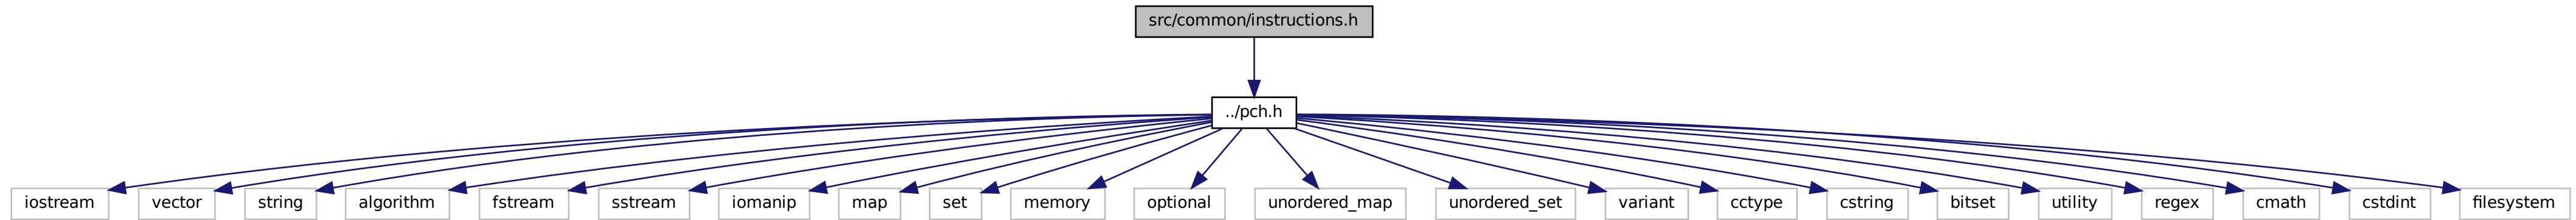 src/common/instructions.h
../pch.h
iostream
vector
string
algorithm
fstream
sstream
iomanip
map
set
memory
optional
unordered_map
unordered_set
variant
cctype
cstring
bitset
utility
regex
cmath
cstdint
filesystem